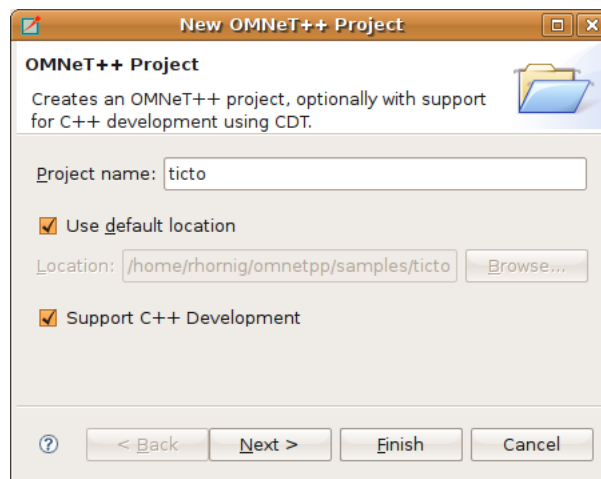 New OMNeT++ Project
OMNeT++ Project
Creates an OMNeT++ project, optionally with support
for C++ development using CDT.
Project name: ticto
Use default location
Location: /home/rhornig/omnetpp/samples/ticto Browse...
Support C++ Development
? < Back Next > Finish Cancel